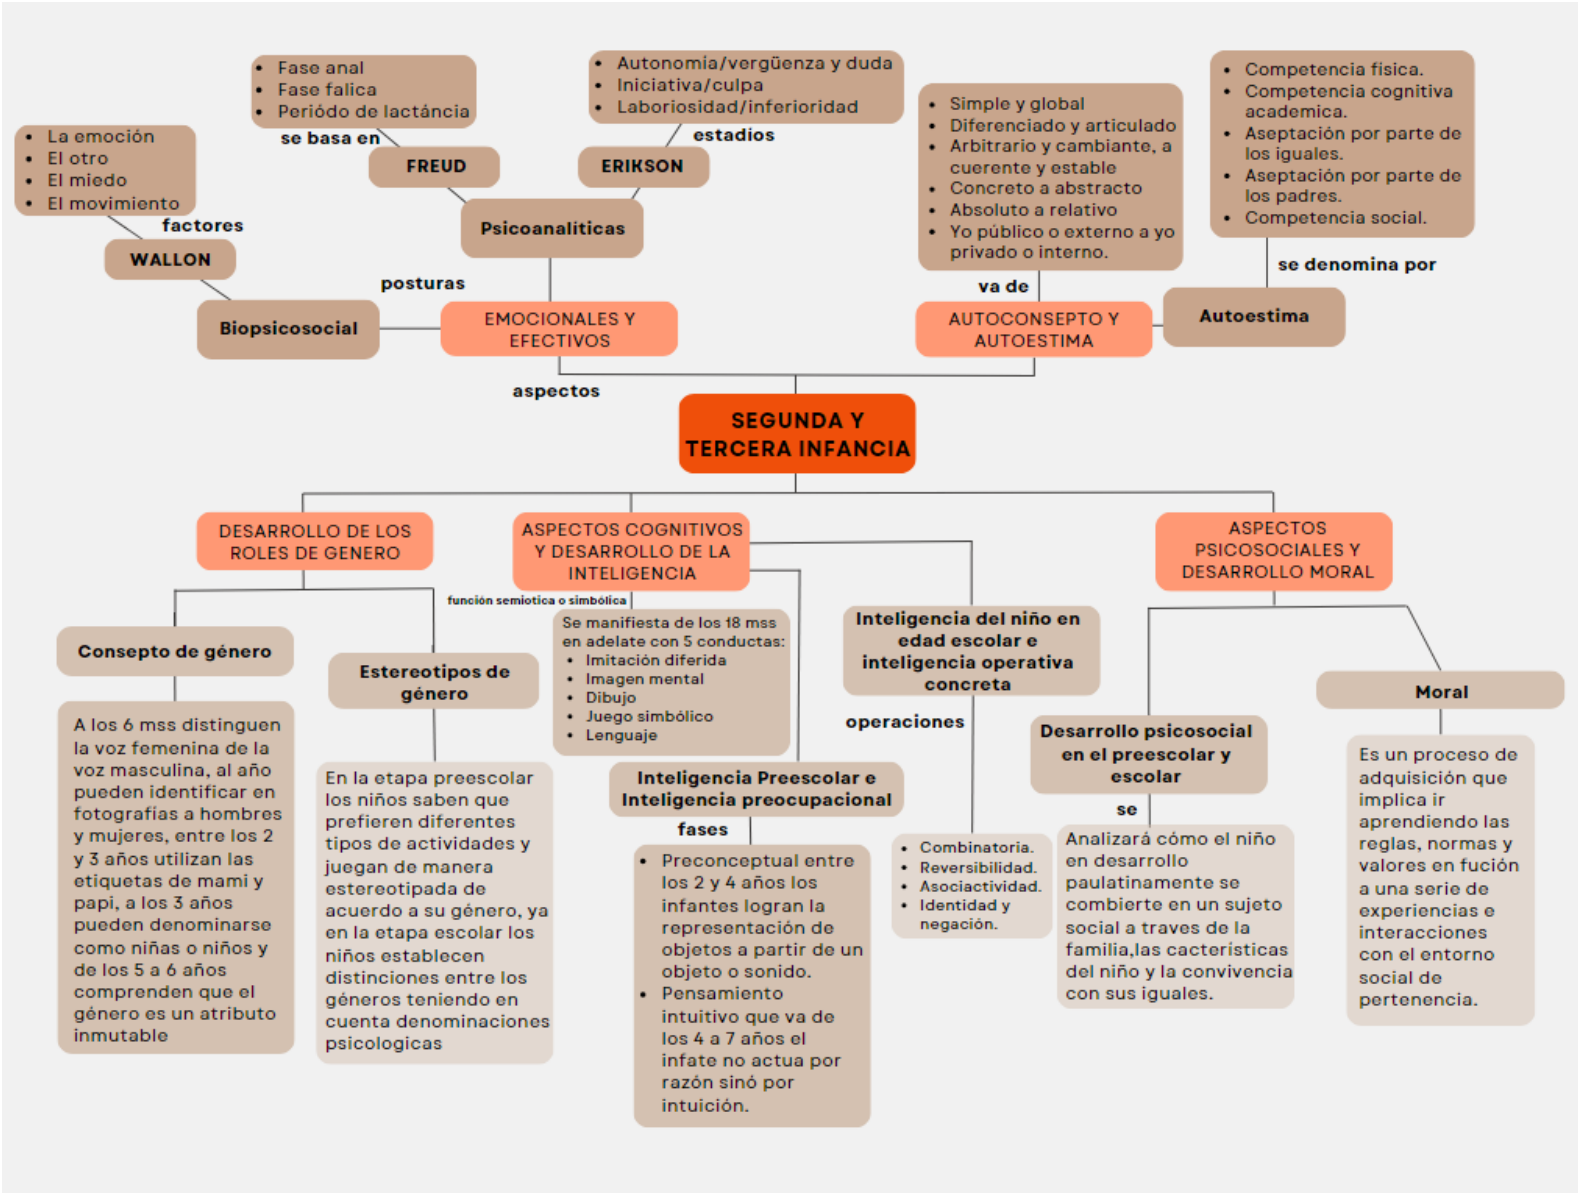 • Fase anal
• Fase falica
• Periódo de lactáncia
se basa en
FREUD
• Autonomia/vergüenza y duda
• Iniciativa/culpa
• Laboriosidad/inferioridad
estadios
ERIKSON
Psicoanalíticas
• La emoción
• El otro
• El miedo
• El movimiento
factores
WALLON
Biopsicosocial
posturas
EMOCIONALES Y
EFECTIVOS
aspectos
• Simple y global
• Diferenciado y articulado
• Arbitrario y cambiante, a
cuerente y estable
• Concreto a abstracto
• Absoluto a relativo
• Yo público o externo a yo
privado o interno.
va de
AUTOCONSEPTO Y
AUTOESTIMA
• Competencia fisica.
• Competencia cognitiva
academica.
• Aseptación por parte de
los iguales.
• Aseptación por parte de
los padres.
• Competencia social.
se denomina por
Autoestima
SEGUNDA Y
TERCERA INFANCIA
DESARROLLO DE LOS
ROLES DE GENERO
Consepto de género
A los 6 mss distinguen
la voz femenina de la
voz masculina, al año
pueden identificar en
fotografías a hombres
y mujeres, entre los 2
y 3 años utilizan las
etiquetas de mami y
papi, a los 3 años
pueden denominarse
como niñas o niños y
de los 5 a 6 años
comprenden que el
género es un atributo
inmutable
Estereotipos de
género
En la etapa preescolar
los niños saben que
prefieren diferentes
tipos de actividades y
juegan de manera
estereotipada de
acuerdo a su género, ya
en la etapa escolar los
niños establecen
distinciones entre los
géneros teniendo en
cuenta denominaciones
psicologicas
ASPECTOS COGNITIVOS
Y DESARROLLO DE LA
INTELIGENCIA
función semiotica o simbólica
Se manifiesta de los 18 mss
en adelate con 5 conductas:
• Imitación diferida
• Imagen mental
• Dibujo
• Juego simbólico
• Lenguaje
Inteligencia Preescolar e
Inteligencia preocupacional
fases
• Preconceptual entre
los 2 y 4 años los
infantes logran la
representación de
objetos a partir de un
objeto o sonido.
• Pensamiento
intuitivo que va de
los 4 a 7 años el
infate no actua por
razón sinó por
intuición.
Inteligencia del niño en
edad escolar e
inteligencia operativa
concreta
operaciones
• Combinatoria.
• Reversibilidad.
• Asociactividad.
• Identidad y
negación.
ASPECTOS
PSICOSOCIALES Y
DESARROLLO MORAL
Desarrollo psicosocial
en el preescolar y
escolar
se
Analizará cómo el niño
en desarrollo
paulatinamente se
combierte en un sujeto
social a traves de la
familia,las cacterísticas
del niño y la convivencia
con sus iguales.
Moral
Es un proceso de
adquisición que
implica ir
aprendiendo las
reglas, normas y
valores en fución
a una serie de
experiencias e
interacciones
con el entorno
social de
pertenencia.